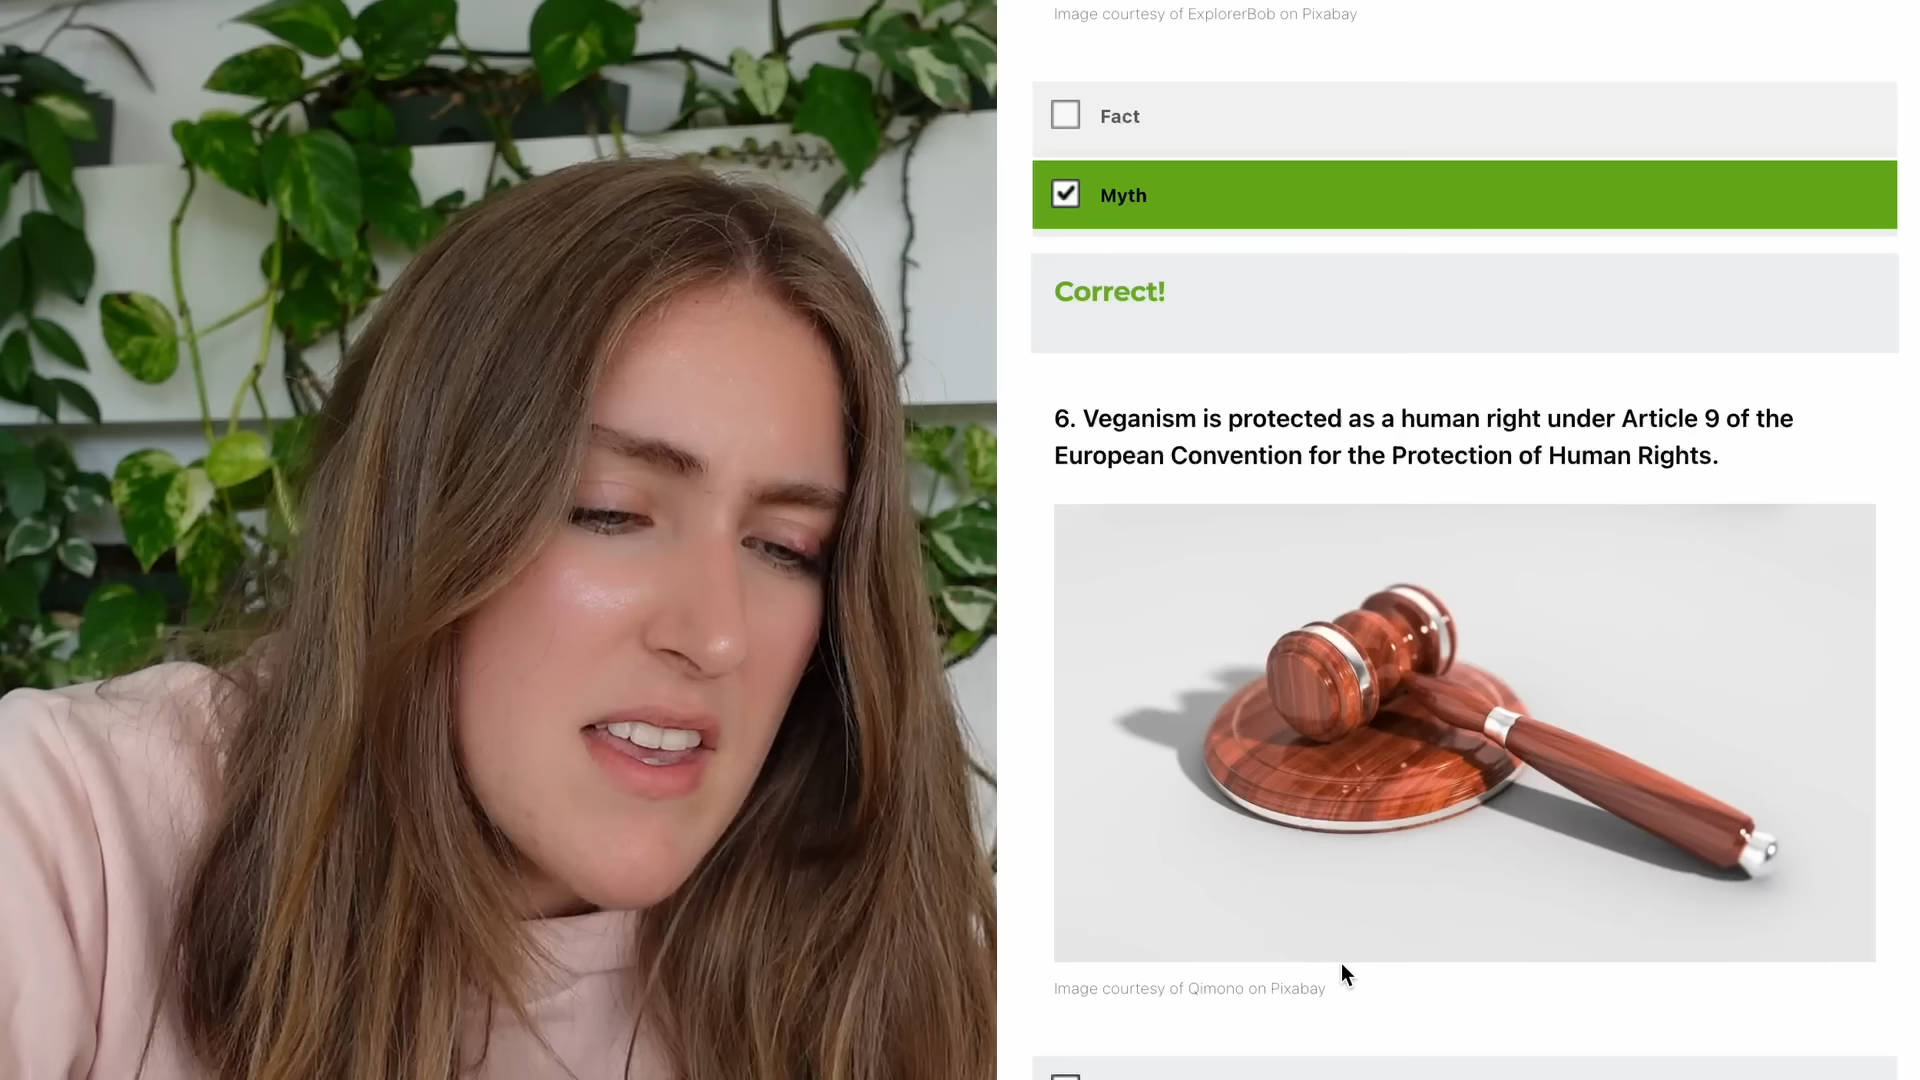 Image courtesy of ExplorerBob on Pixabay
Fact
Myth
Correct!
6. Veganism is protected as a human right under Article 9 of the
European Convention for the Protection of Human Rights.
Image courtesy of Qimono on Pixabay